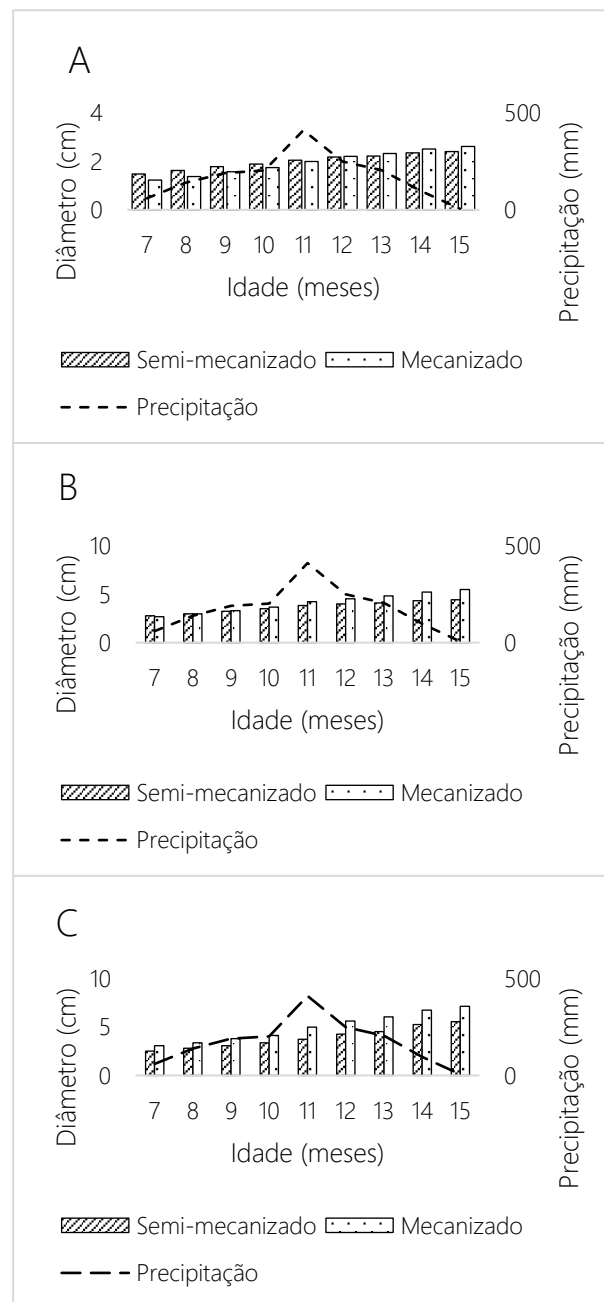 A
4
2
0
500
0
Diâmetro (cm)
Precipitação (mm)
7 8 9 10 11 12 13 14 15
Idade (meses)
Semi-mecanizado Mecanizado
Precipitação
B
10
5
0
500
0
Diâmetro (cm)
Precipitação (mm)
7 8 9 10 11 12 13 14 15
Idade (meses)
Semi-mecanizado Mecanizado
Precipitação
C
10
5
0
500
0
Diâmetro (cm)
Precipitação (mm)
7 8 9 10 11 12 13 14 15
Idade (meses)
Semi-mecanizado Mecanizado
Precipitação